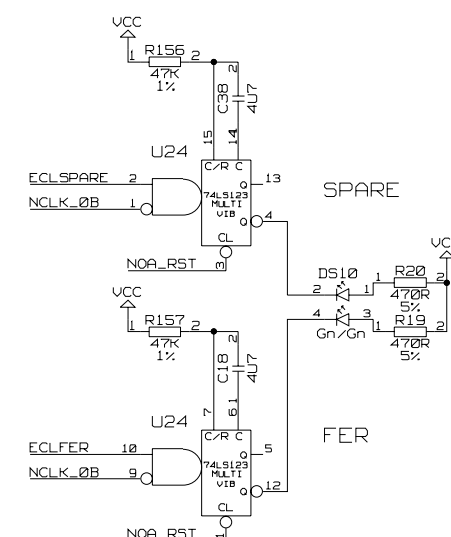 VCC
1 R156 2
47K
1%
2
C38
4U7
15
14
U24
C/R C
ECLSPARE 2
NCLK_0B 1
Q 13
74LS123
MULTI
VIB
Q 4
CL
NOA_RST 3
SPARE
VCC
DS10
2 1
1 R20 2
470R
5%
4 3
Gn/Gn
1 R19 2
470R
5%
VCC
1 R157 2
47K
1%
2
C18
4U7
7
6 1
U24
C/R C
ECLFER 10
NCLK_0B 9
Q 5
74LS123
MULTI
VIB
Q 12
CL
NOA_RST 1
FER